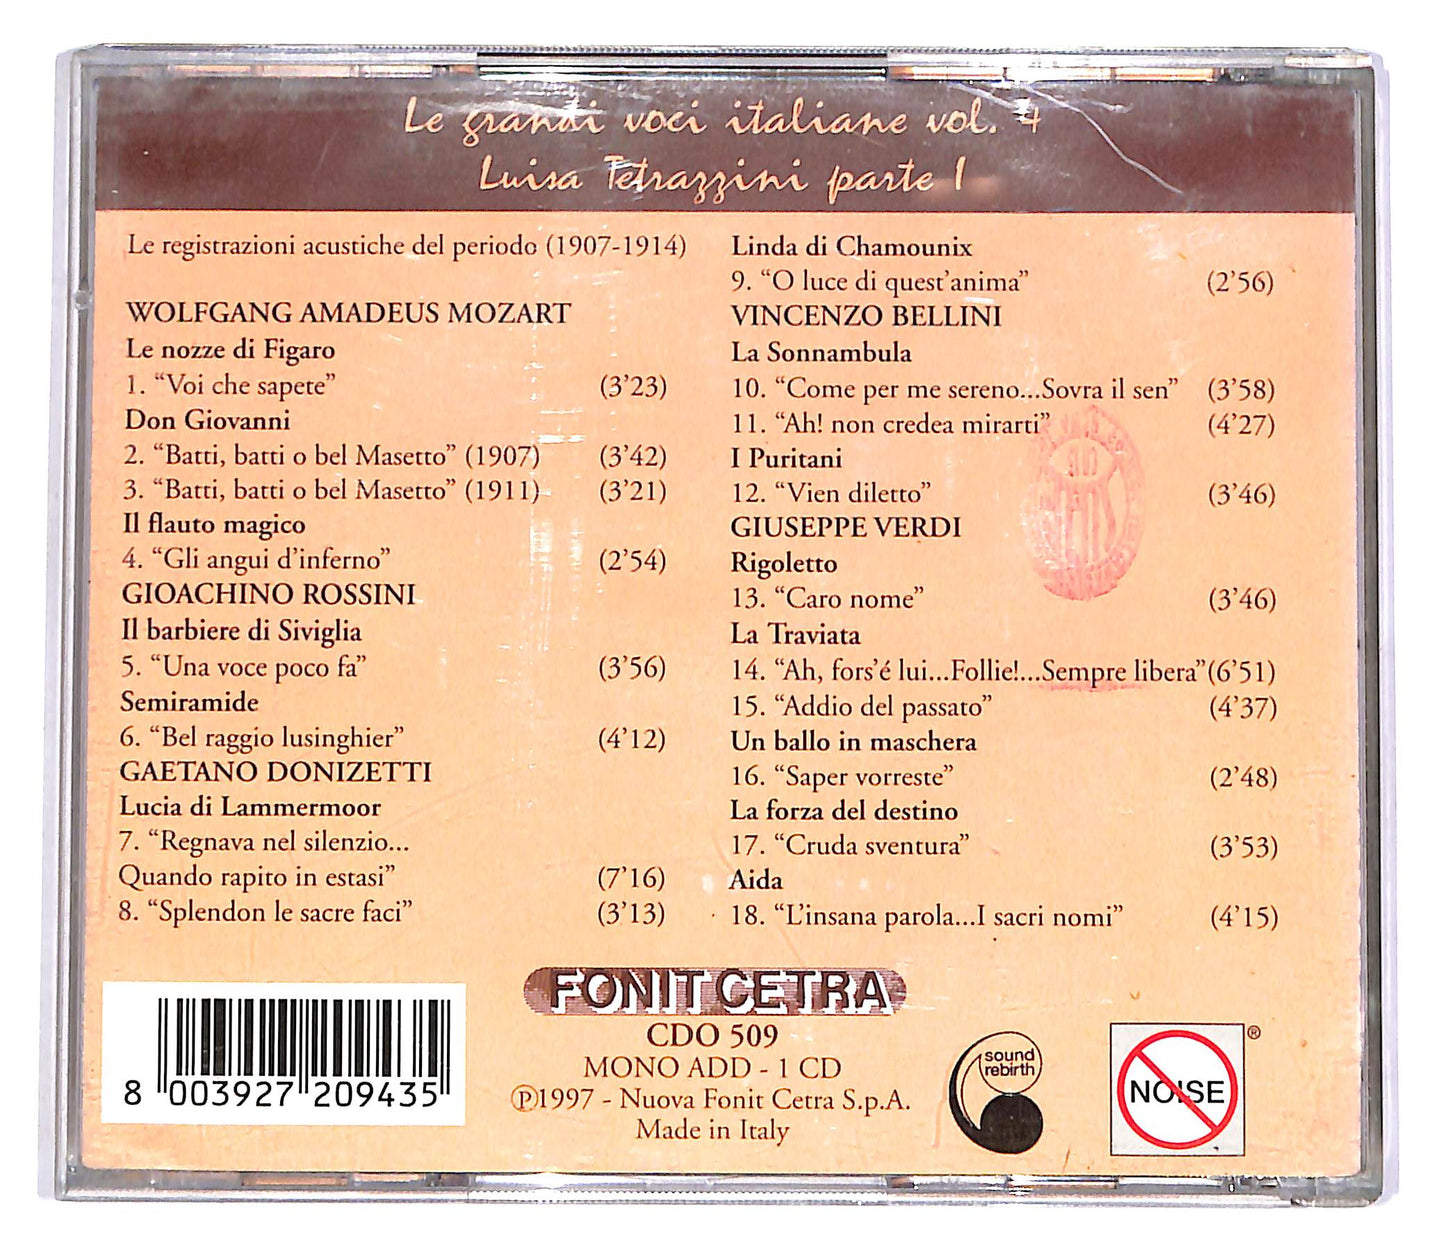 Le grandi voci italiane vol. 4
Luisa Tetrazzini parte 1
Le registrazioni acustiche del periodo (1907-1914)
WOLFGANG AMADEUS MOZART
Le nozze di Figaro
1. “Voi che sapete” (3’23)
Don Giovanni
2. “Batti, batti o bel Masetto” (1907) (3’42)
3. “Batti, batti o bel Masetto” (1911) (3’21)
Il flauto magico
4. “Gli angui d’inferno” (2’54)
GIOACHINO ROSSINI
Il barbiere di Siviglia
5. “Una voce poco fa” (3’56)
Semiramide
6. “Bel raggio lusinghier” (4’12)
GAETANO DONIZETTI
Lucia di Lammermoor
7. “Regnava nel silenzio...
Quando rapito in estasi” (7’16)
8. “Splendon le sacre faci” (3’13)
Linda di Chamounix
9. “O luce di quest’anima” (2’56)
VINCENZO BELLINI
La Sonnambula
10. “Come per me sereno...Sovra il sen” (3’58)
11. “Ah! non credea mirarti” (4’27)
I Puritani
12. “Vien diletto” (3’46)
GIUSEPPE VERDI
Rigoletto
13. “Caro nome” (3’46)
La Traviata
14. “Ah, fors’é lui...Follie!...Sempre libera” (6’51)
15. “Addio del passato” (4’37)
Un ballo in maschera
16. “Saper vorreste” (2’48)
La forza del destino
17. “Cruda sventura” (3’53)
Aida
18. “L’insana parola...I sacri nomi” (4’15)
FONIT CETRA
CDO 509
MONO ADD - 1 CD
Ⓟ1997 - Nuova Fonit Cetra S.p.A.
Made in Italy
8 003927 209435
sound
rebirth
NOISE
®